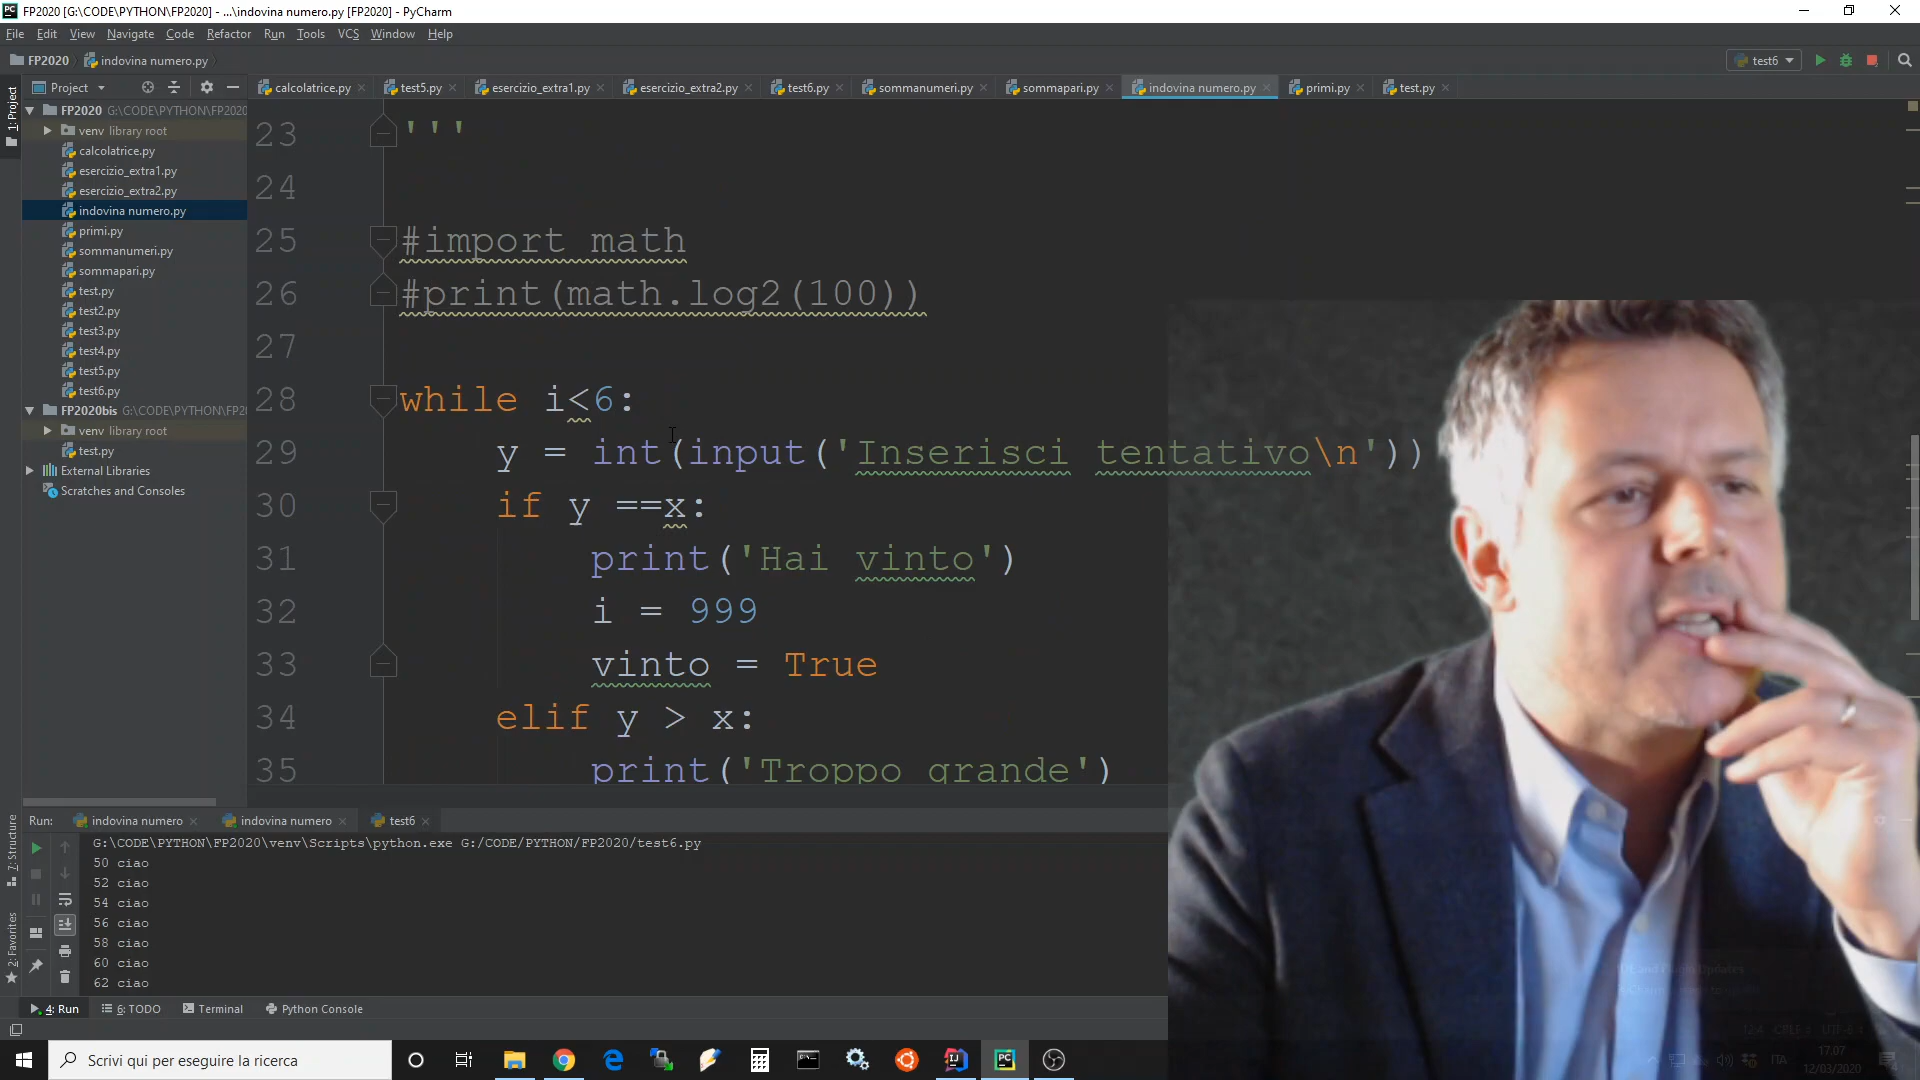 FP2020 [G:\CODE\PYTHON\FP2020] - ...\indovina numero.py [FP2020] - PyCharm
File Edit View Navigate Code Refactor Run Tools VCS Window Help
FP2020 indovina numero.py test6
Project
calcolatrice.py test5.py esercizio_extra1.py esercizio_extra2.py test6.py sommanumeri.py sommapari.py indovina numero.py primi.py test.py
1: Project
FP2020 G:\CODE\PYTHON\FP2020
venv library root
calcolatrice.py
esercizio_extra1.py
esercizio_extra2.py
indovina numero.py
primi.py
sommanumeri.py
sommapari.py
test.py
test2.py
test3.py
test4.py
test5.py
test6.py
FP2020bis G:\CODE\PYTHON\FP2
venv library root
test.py
External Libraries
Scratches and Consoles
23 '''
24
25 #import math
26 #print(math.log2(100))
27
28 while i<6:
29 y = int(input('Inserisci tentativo\n'))
30 if y ==x:
31 print('Hai vinto')
32 i = 999
33 vinto = True
34 elif y > x:
35 print('Troppo grande')
7: Structure
2: Favorites
Run: indovina numero indovina numero test6
G:\CODE\PYTHON\FP2020\venv\Scripts\python.exe G:/CODE/PYTHON/FP2020/test6.py
50 ciao
52 ciao
54 ciao
56 ciao
58 ciao
60 ciao
62 ciao
4: Run 6: TODO Terminal Python Console
Scrivi qui per eseguire la ricerca
ITA
17.07
12/03/2020